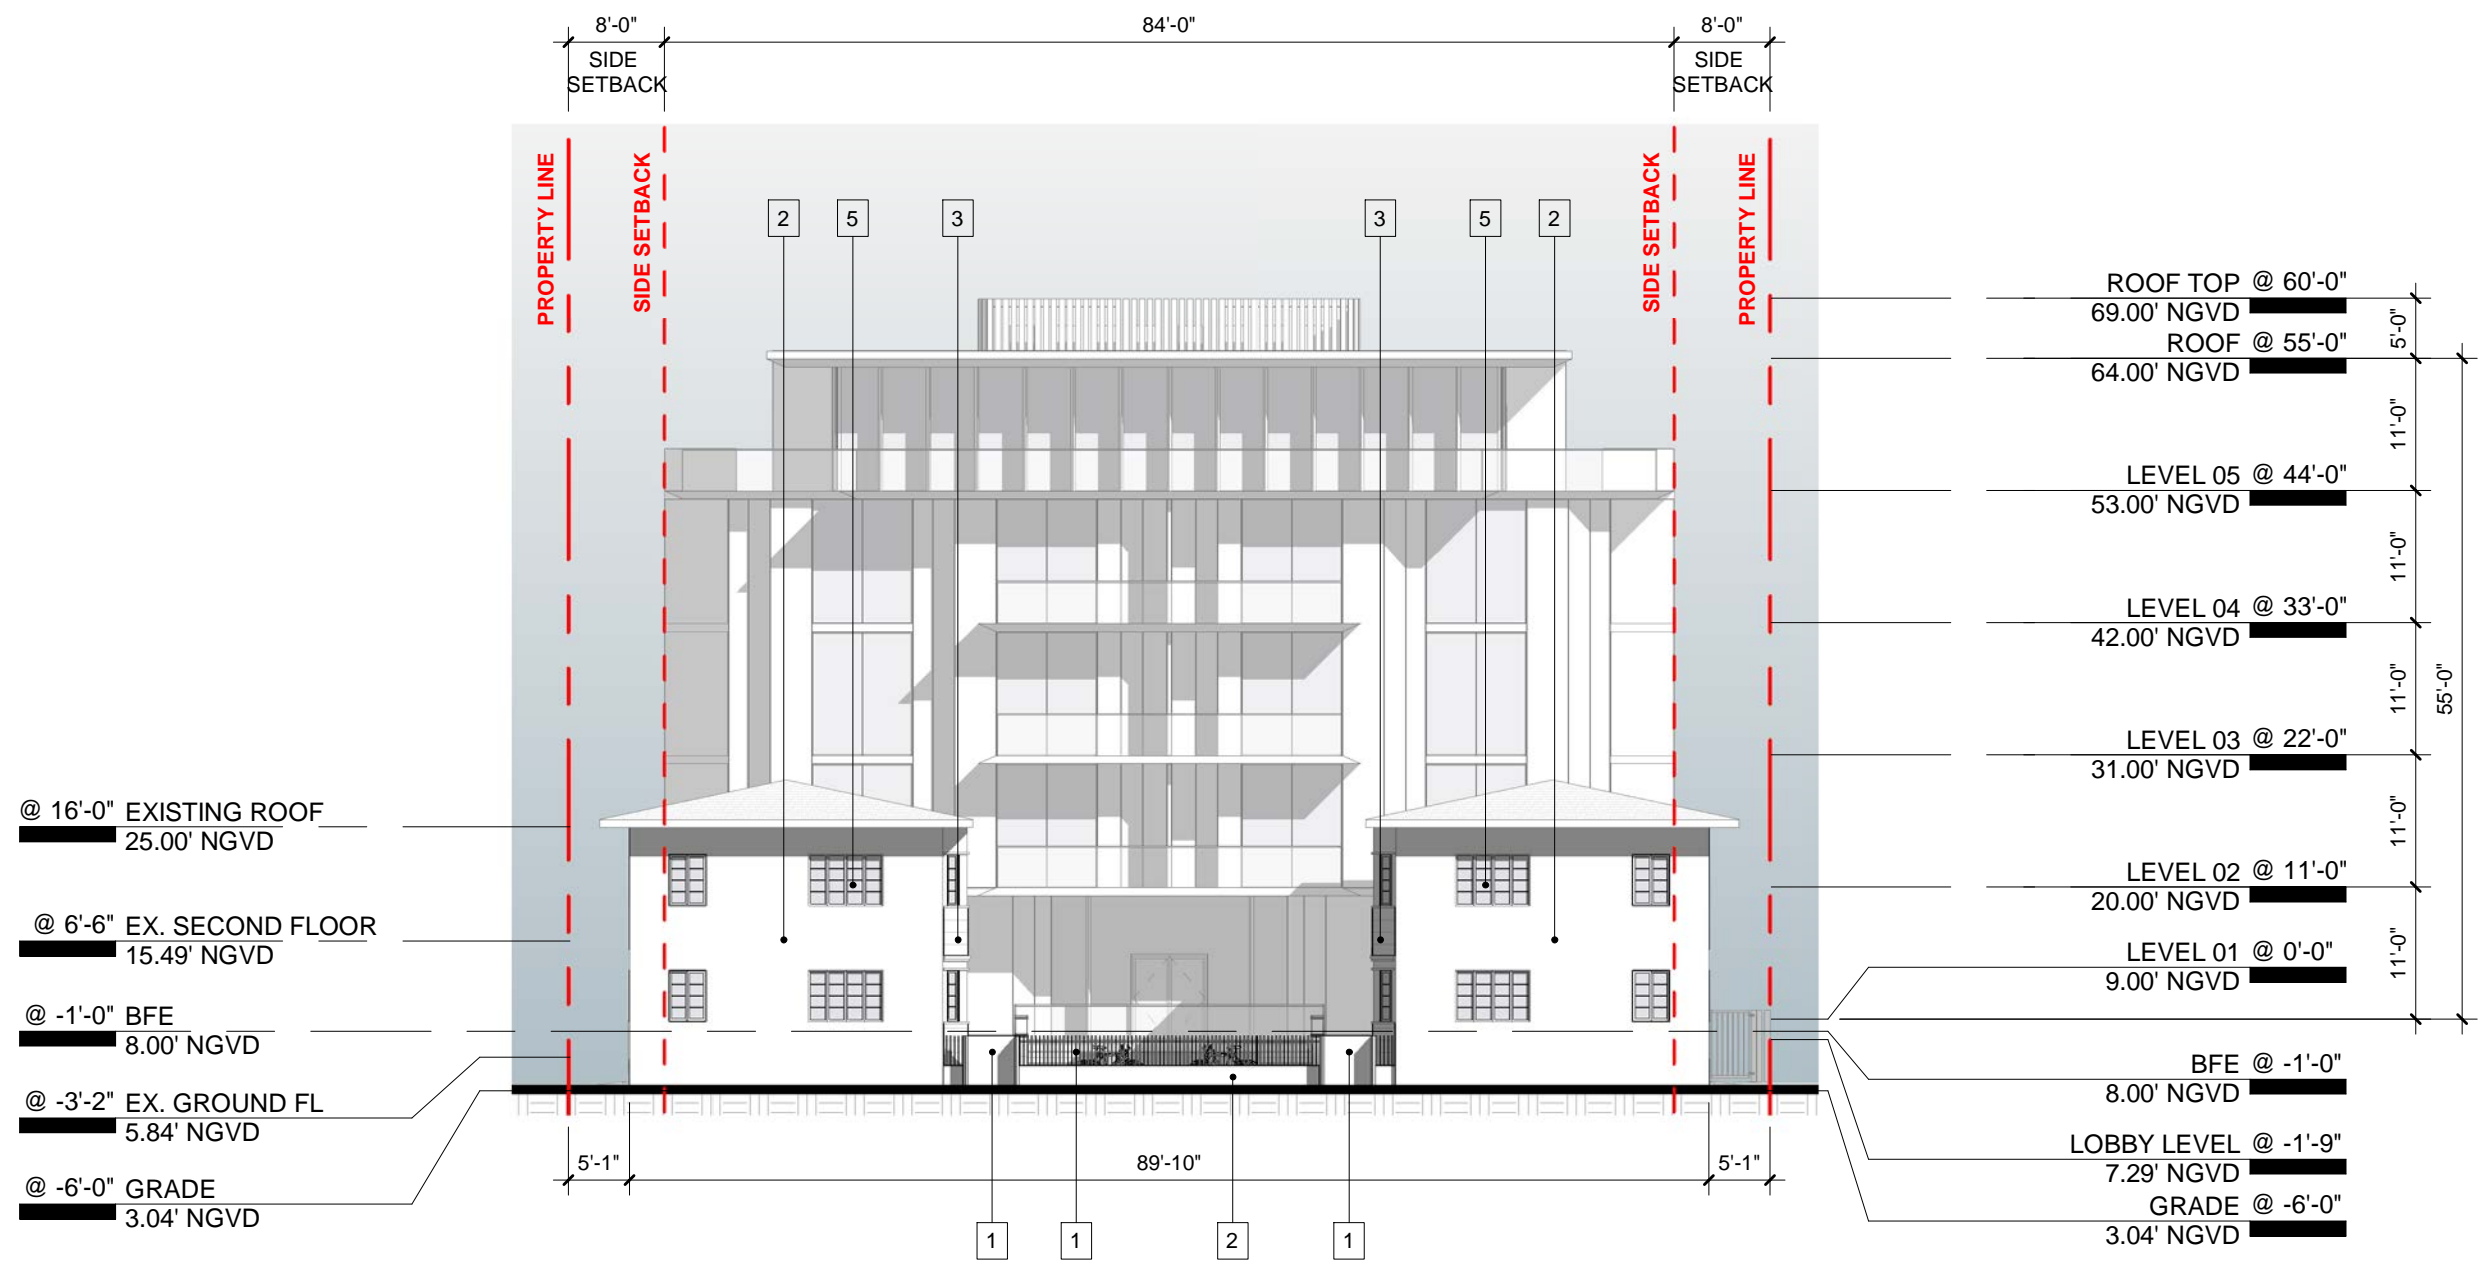 8'-0" 84'-0" 8'-0"
SIDE
SETBACK
SIDE
SETBACK
PROPERTY LINE
SIDE SETBACK
SIDE SETBACK
PROPERTY LINE
2 5 3 3 5 2
ROOF TOP @ 60'-0"
69.00' NGVD
5'-0"
ROOF @ 55'-0"
64.00' NGVD
11'-0"
LEVEL 05 @ 44'-0"
53.00' NGVD
11'-0"
LEVEL 04 @ 33'-0"
42.00' NGVD
11'-0"
55'-0"
LEVEL 03 @ 22'-0"
31.00' NGVD
11'-0"
LEVEL 02 @ 11'-0"
20.00' NGVD
11'-0"
LEVEL 01 @ 0'-0"
9.00' NGVD
BFE @ -1'-0"
8.00' NGVD
LOBBY LEVEL @ -1'-9"
7.29' NGVD
GRADE @ -6'-0"
3.04' NGVD
@ 16'-0" EXISTING ROOF
25.00' NGVD
@ 6'-6" EX. SECOND FLOOR
15.49' NGVD
@ -1'-0" BFE
8.00' NGVD
@ -3'-2" EX. GROUND FL
5.84' NGVD
@ -6'-0" GRADE
3.04' NGVD
5'-1" 89'-10" 5'-1"
1 1 2 1